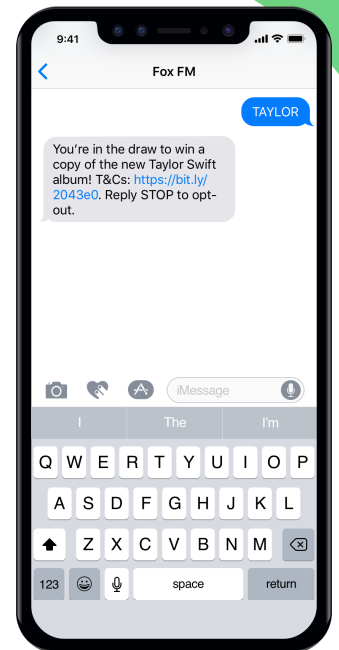 9:41
Fox FM
TAYLOR
You’re in the draw to win a
copy of the new Taylor Swift
album! T&Cs: https://bit.ly/
2043e0. Reply STOP to opt-
out.
iMessage
I The I’m
Q W E R T Y U I O P
A S D F G H J K L
Z X C V B N M
123 space return